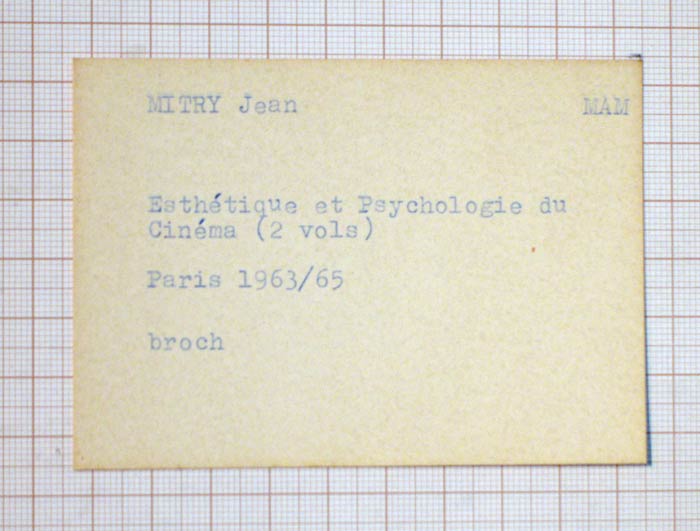 MITRY Jean MAM
Esthétique et Psychologie du
Cinéma (2 vols)
Paris 1963/65
broch